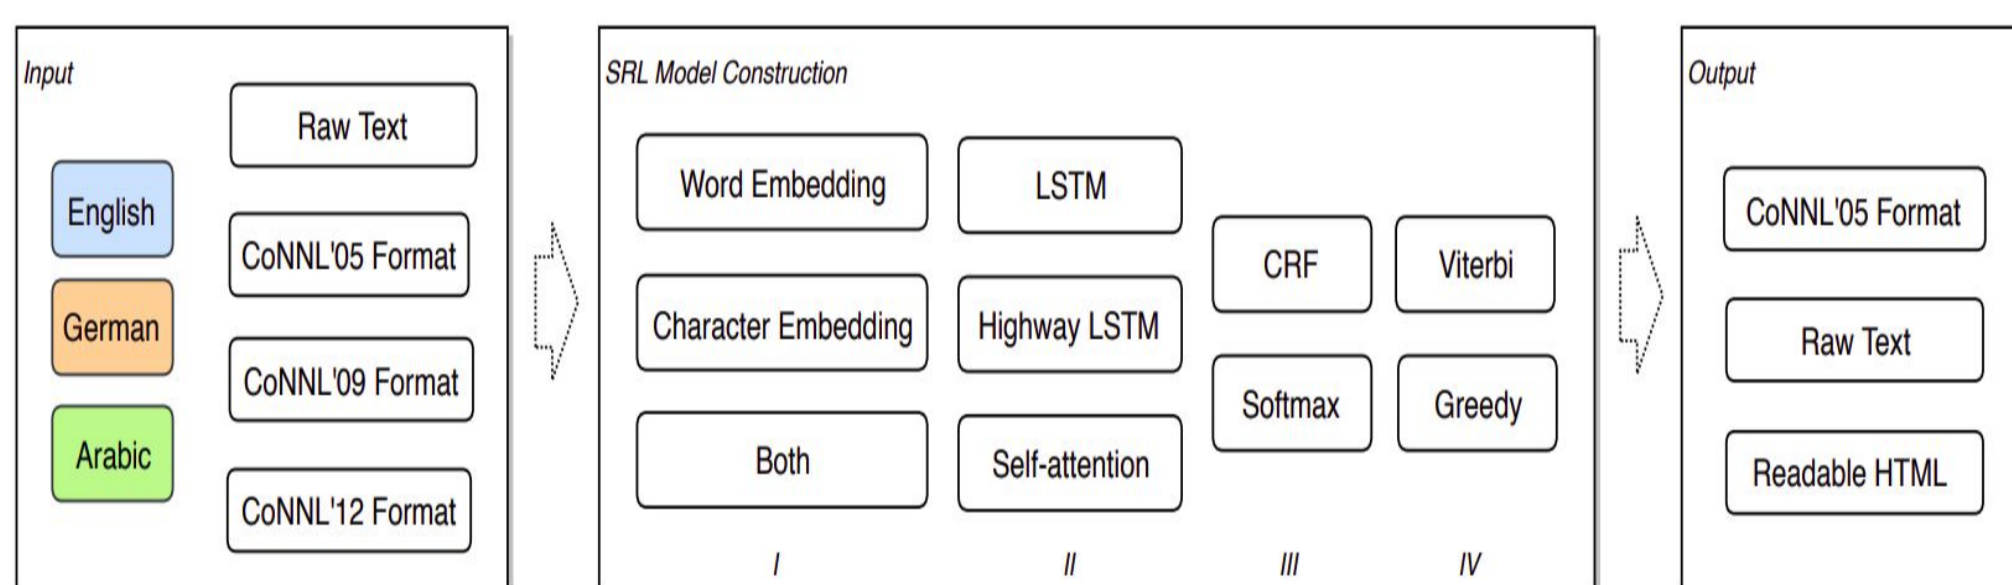 Input
English
German
Arabic
Raw Text
CoNNL'05 Format
CoNNL'09 Format
CoNNL'12 Format
SRL Model Construction
Word Embedding
Character Embedding
Both
I
LSTM
Highway LSTM
Self-attention
II
CRF
Softmax
III
Viterbi
Greedy
IV
Output
CoNNL'05 Format
Raw Text
Readable HTML